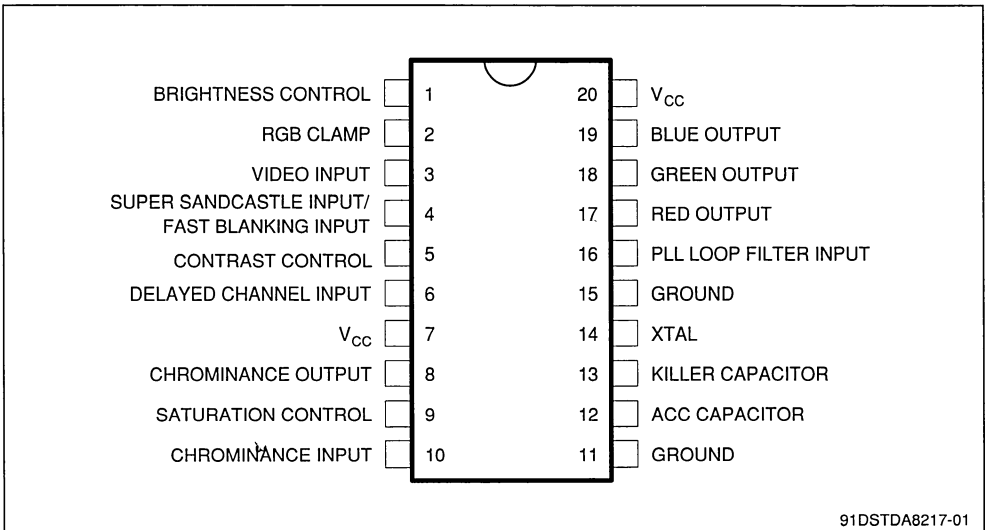 BRIGHTNESS CONTROL 1 20 VCC
RGB CLAMP 2 19 BLUE OUTPUT
VIDEO INPUT 3 18 GREEN OUTPUT
SUPER SANDCASTLE INPUT/
FAST BLANKING INPUT 4 17 RED OUTPUT
CONTRAST CONTROL 5 16 PLL LOOP FILTER INPUT
DELAYED CHANNEL INPUT 6 15 GROUND
VCC 7 14 XTAL
CHROMINANCE OUTPUT 8 13 KILLER CAPACITOR
SATURATION CONTROL 9 12 ACC CAPACITOR
CHROMINANCE INPUT 10 11 GROUND
91DSTDA8217-01